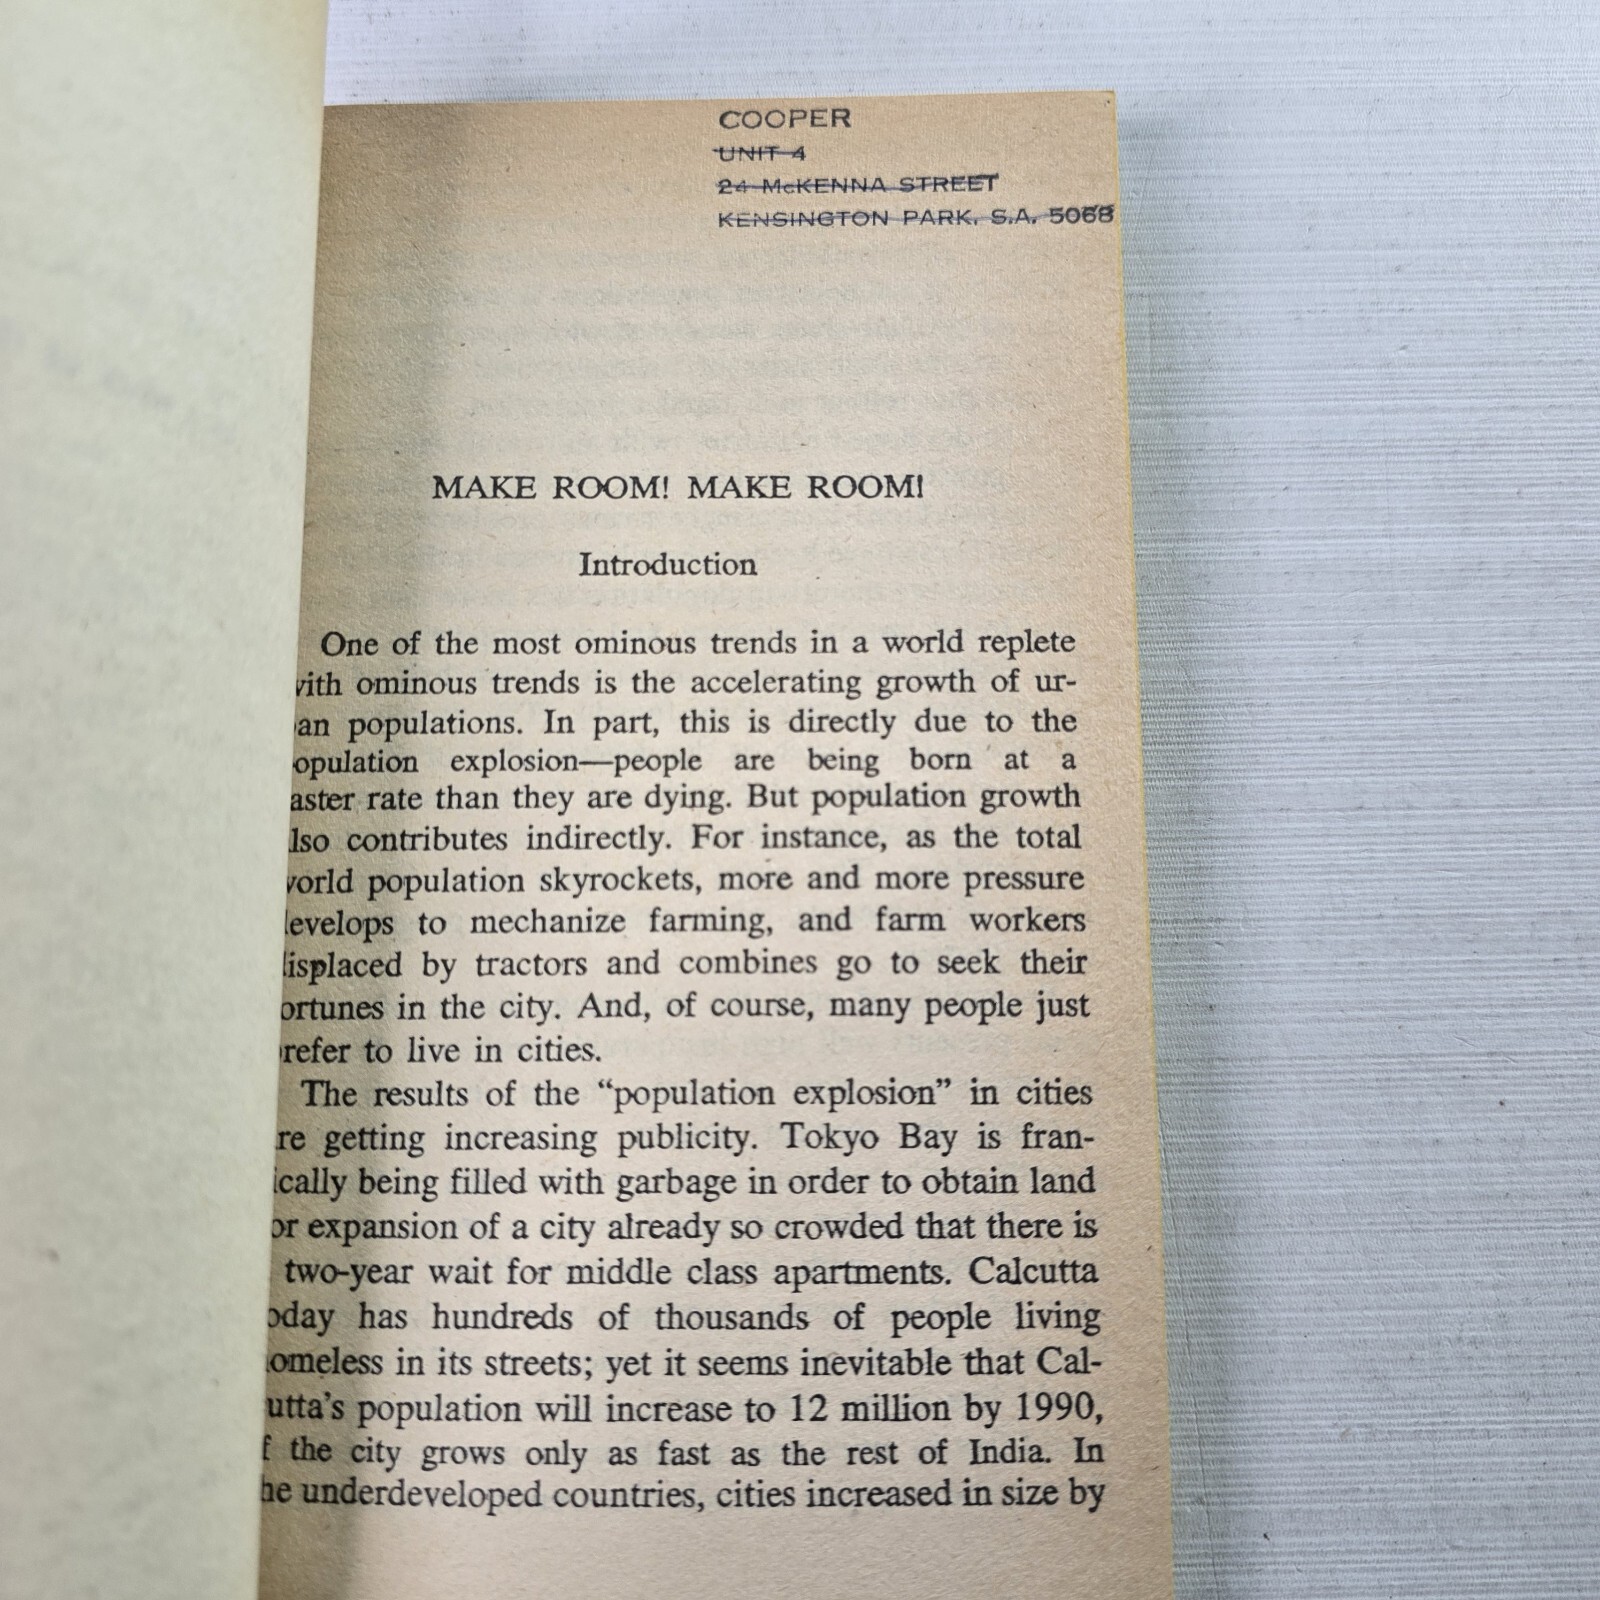 COOPER
UNIT 4
24 McKENNA STREET
KENSINGTON PARK, S.A. 5068
MAKE ROOM! MAKE ROOM!
Introduction
One of the most ominous trends in a world replete
with ominous trends is the accelerating growth of ur-
an populations. In part, this is directly due to the
opulation explosion—people are being born at a
aster rate than they are dying. But population growth
lso contributes indirectly. For instance, as the total
world population skyrockets, more and more pressure
evelops to mechanize farming, and farm workers
isplaced by tractors and combines go to seek their
ortunes in the city. And, of course, many people just
refer to live in cities.
The results of the “population explosion” in cities
re getting increasing publicity. Tokyo Bay is fran-
ically being filled with garbage in order to obtain land
or expansion of a city already so crowded that there is
two-year wait for middle class apartments. Calcutta
oday has hundreds of thousands of people living
omeless in its streets; yet it seems inevitable that Cal-
utta's population will increase to 12 million by 1990,
f the city grows only as fast as the rest of India. In
he underdeveloped countries, cities increased in size by